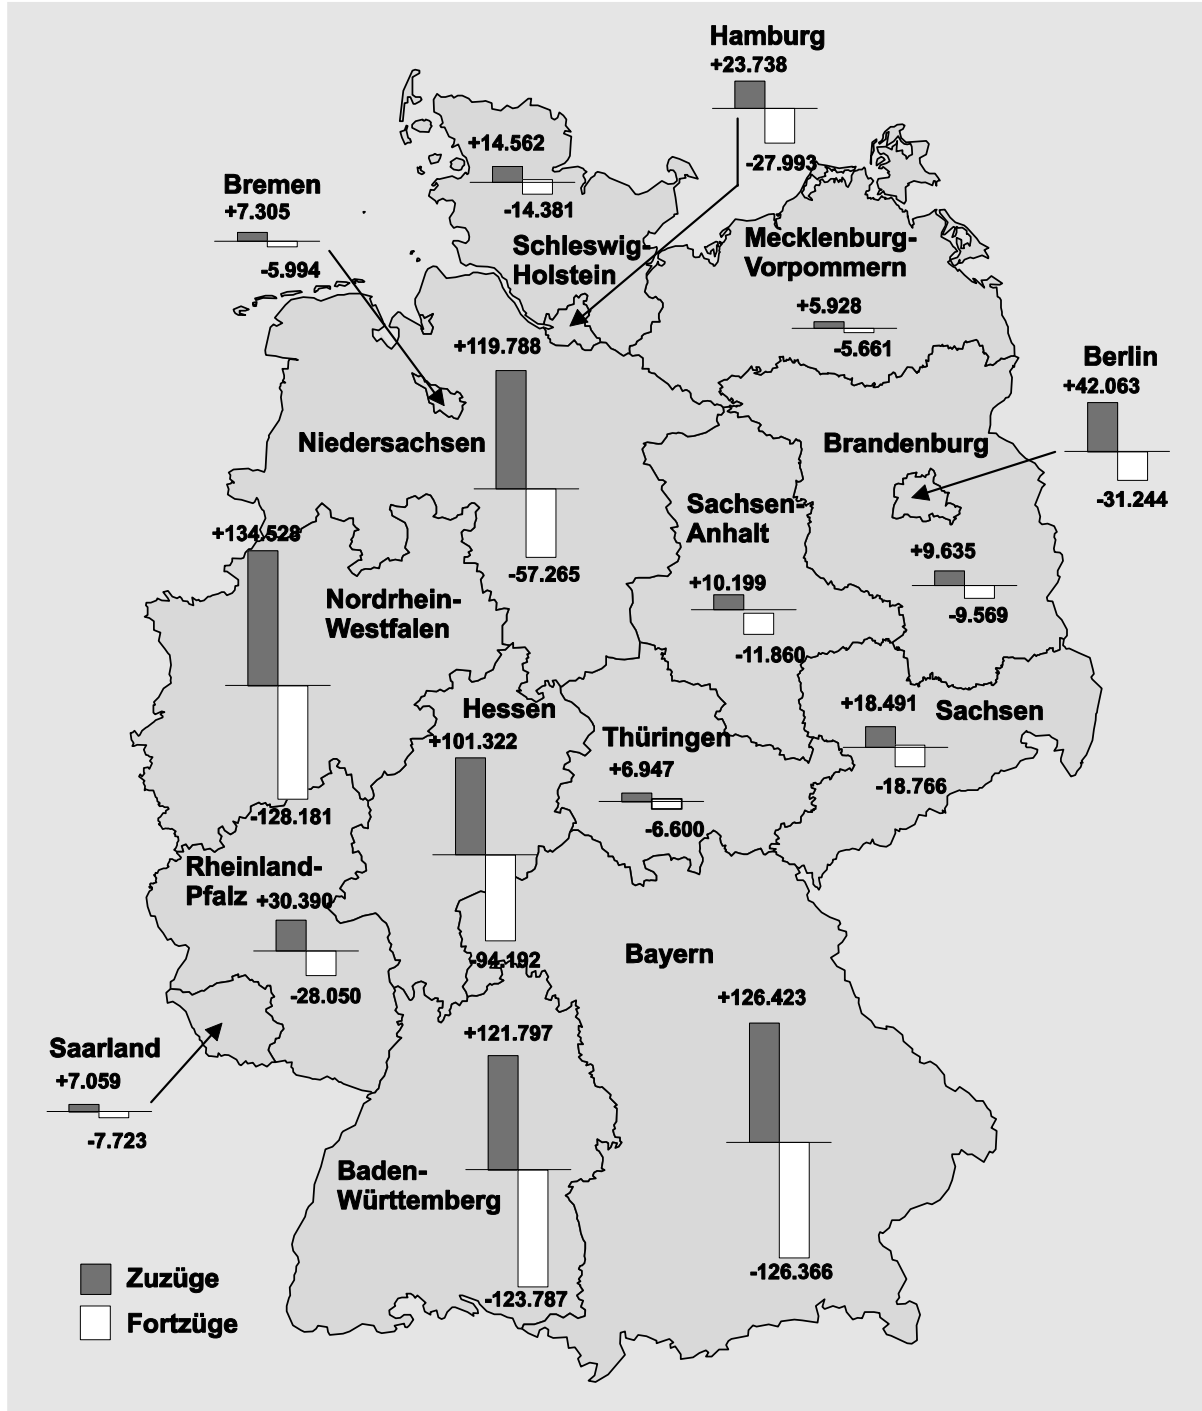 Hamburg
+23.738
-27.993
+14.562
-14.381
Schleswig-
Holstein
Bremen
+7.305
-5.994
Mecklenburg-
Vorpommern
+5.928
-5.661
Berlin
+42.063
-31.244
+119.788
Niedersachsen
-57.265
Brandenburg
+9.635
-9.569
Sachsen-
Anhalt
+10.199
-11.860
+134.528
Nordrhein-
Westfalen
-128.181
Hessen
+101.322
-94.192
Thüringen
+6.947
-6.600
+18.491
Sachsen
-18.766
Rheinland-
Pfalz
+30.390
-28.050
Bayern
+126.423
-126.366
Saarland
+7.059
-7.723
+121.797
Baden-
Württemberg
-123.787
Zuzüge
Fortzüge